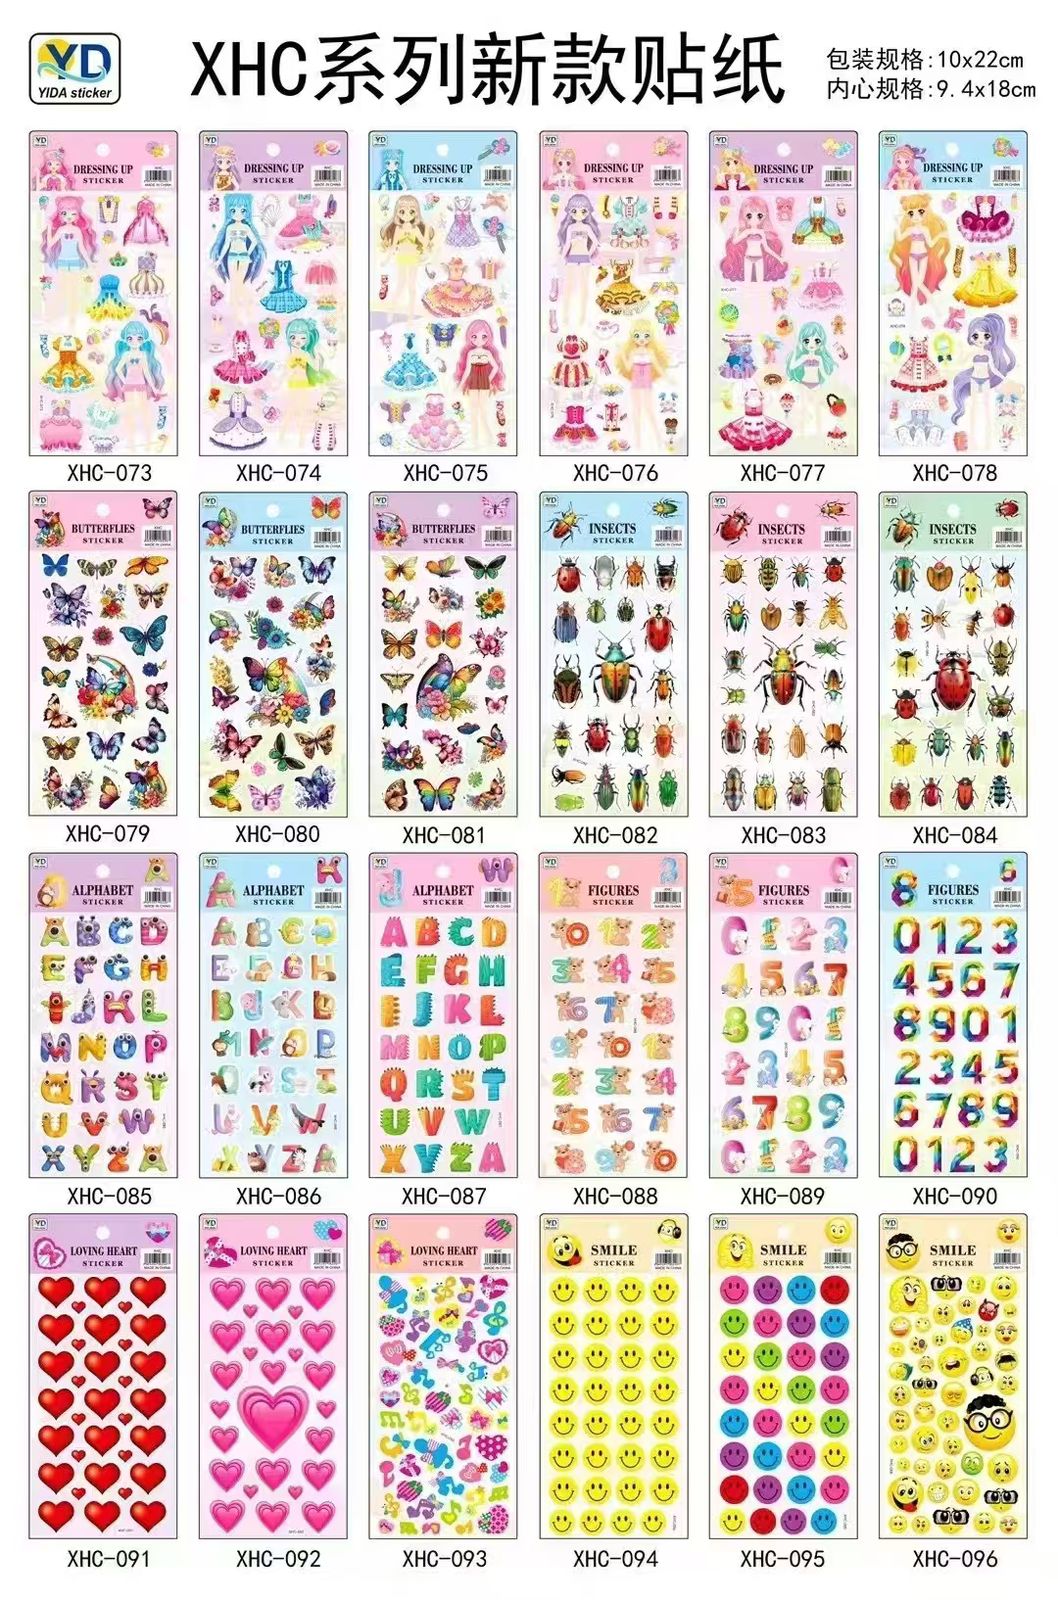 YD
YIDA sticker
XHC系列新款贴纸
包装规格:10x22cm
内心规格:9.4x18cm
DRESSING UP
STICKER
DRESSING UP
STICKER
DRESSING UP
STICKER
DRESSING UP
STICKER
DRESSING UP
STICKER
DRESSING UP
STICKER
XHC-073
XHC-074
XHC-075
XHC-076
XHC-077
XHC-078
BUTTERFLIES
STICKER
BUTTERFLIES
STICKER
BUTTERFLIES
STICKER
INSECTS
STICKER
INSECTS
STICKER
INSECTS
STICKER
XHC-079
XHC-080
XHC-081
XHC-082
XHC-083
XHC-084
ALPHABET
STICKER
ALPHABET
STICKER
ALPHABET
STICKER
FIGURES
STICKER
FIGURES
STICKER
FIGURES
STICKER
XHC-085
XHC-086
XHC-087
XHC-088
XHC-089
XHC-090
LOVING HEART
STICKER
LOVING HEART
STICKER
LOVING HEART
STICKER
SMILE
STICKER
SMILE
STICKER
SMILE
STICKER
XHC-091
XHC-092
XHC-093
XHC-094
XHC-095
XHC-096